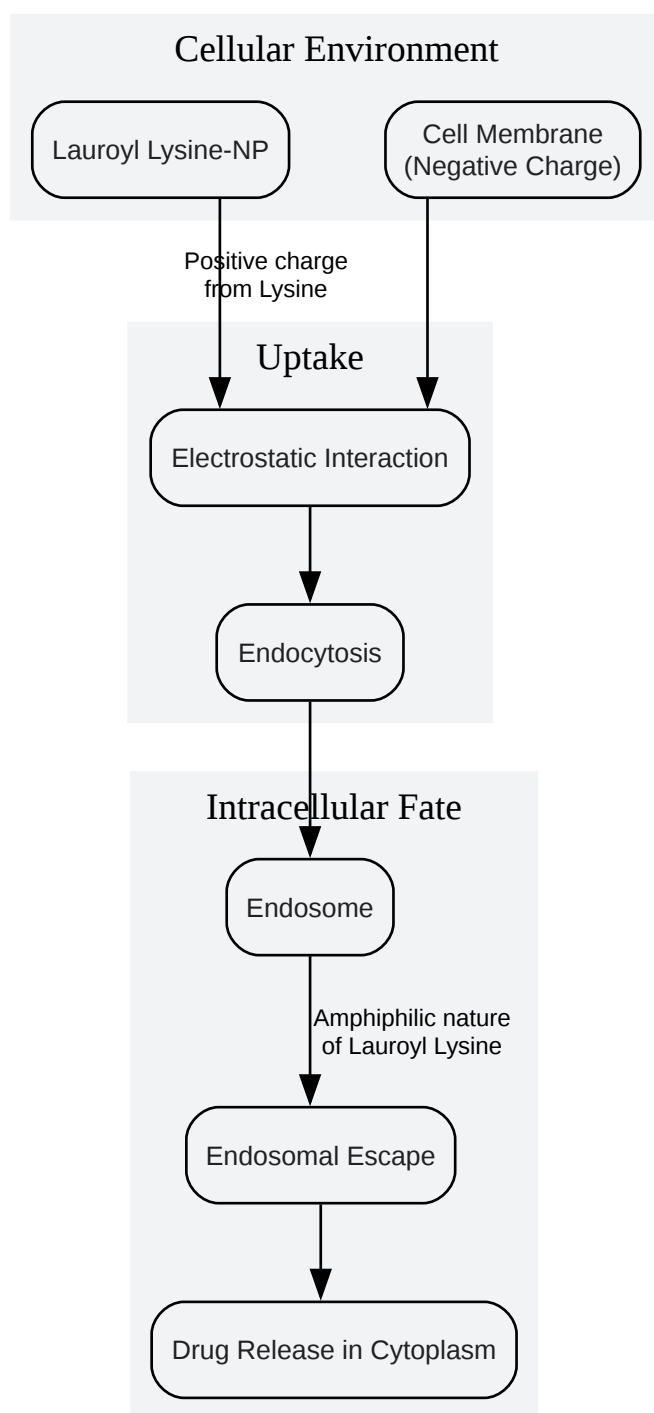 Cellular Environment
Lauroyl Lysine-NP
Cell Membrane
(Negative Charge)
Positive charge
from Lysine
Uptake
Electrostatic Interaction
Endocytosis
Intracellular Fate
Endosome
Amphiphilic nature
of Lauroyl Lysine
Endosomal Escape
Drug Release in Cytoplasm